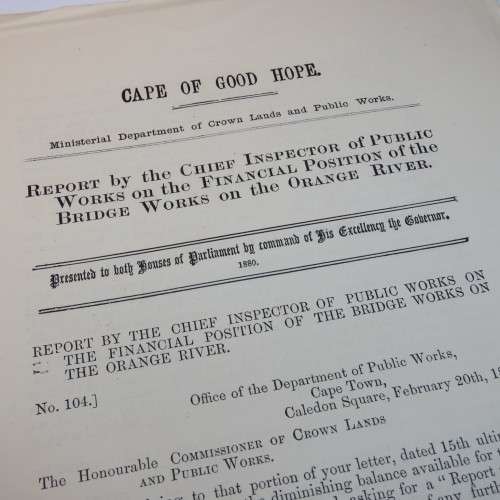 CAPE OF GOOD HOPE.
Ministerial Department of Crown Lands and Public Works.
REPORT by the CHIEF INSPECTOR of PUBLIC
WORKS on the FINANCIAL POSITION of the
BRIDGE WORKS on the ORANGE RIVER.
Presented to both Houses of Parliament by command of His Excellency the Governor.
1880.
REPORT BY THE CHIEF INSPECTOR OF PUBLIC WORKS ON
THE FINANCIAL POSITION OF THE BRIDGE WORKS ON
THE ORANGE RIVER.
No. 104.]
Office of the Department of Public Works,
Cape Town,
Caledon Square, February 20th, 1
The Honourable COMMISSIONER OF CROWN LANDS
AND PUBLIC WORKS.
to that portion of your letter, dated 15th ultim
the diminishing balance available for
asking for a "Report